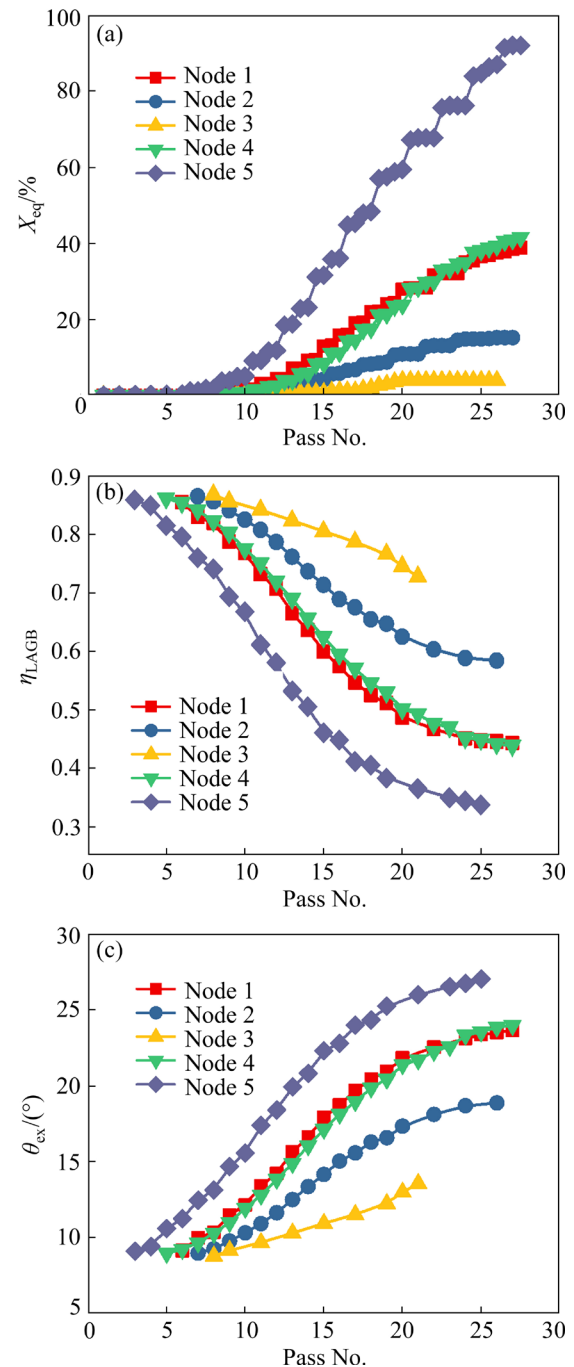 (a)
100
80
60
40
20
0
X_eq/%
Node 1
Node 2
Node 3
Node 4
Node 5
0 5 10 15 20 25 30
Pass No.
(b)
0.9
0.8
0.7
0.6
0.5
0.4
0.3
η_LAGB
Node 1
Node 2
Node 3
Node 4
Node 5
0 5 10 15 20 25 30
Pass No.
(c)
30
25
20
15
10
5
θ_ex/(°)
Node 1
Node 2
Node 3
Node 4
Node 5
0 5 10 15 20 25 30
Pass No.